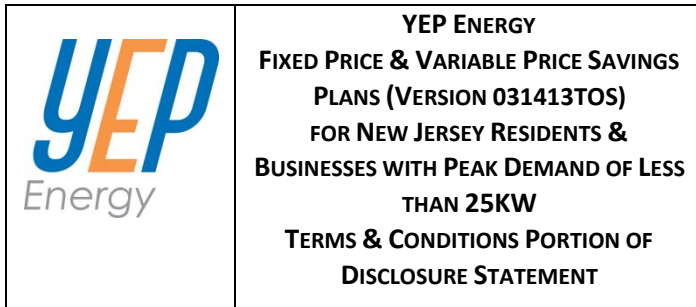 YEP
Energy
YEP ENERGY
FIXED PRICE & VARIABLE PRICE SAVINGS
PLANS (VERSION 031413TOS)
FOR NEW JERSEY RESIDENTS &
BUSINESSES WITH PEAK DEMAND OF LESS
THAN 25KW
TERMS & CONDITIONS PORTION OF
DISCLOSURE STATEMENT